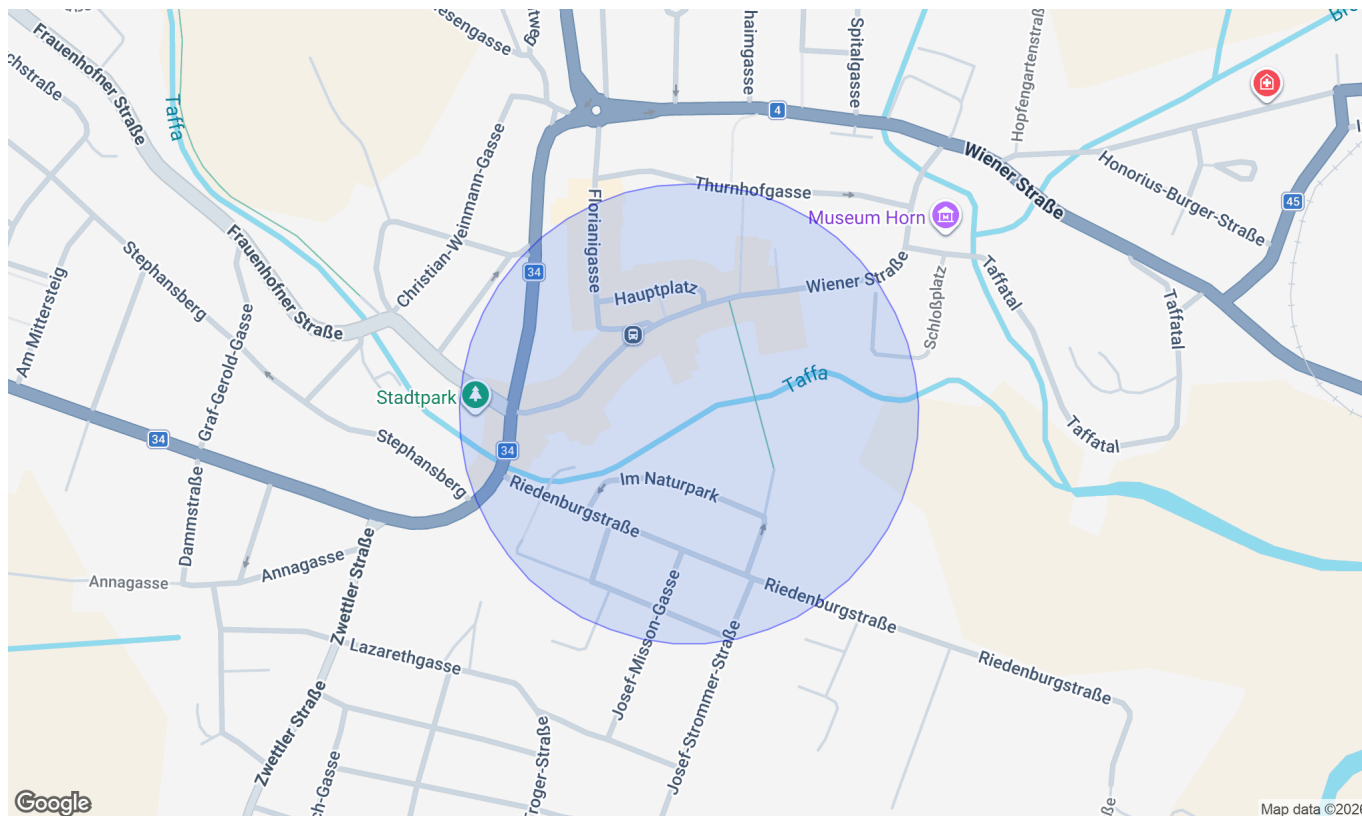 Frauenhofner Straße
Taffa
Spitalgasse
Hopfengartenstraß
4
Wiener Straße
Honorius-Burger-Straße
45
Christian-Weinmann-Gasse
Thurnhofgasse
Florianigasse
Museum Horn
Frauenhofner Straße
Stephansberg
Am Mittersteig
Graf-Gerold-Gasse
34
Hauptplatz
Wiener Straße
Schloßplatz
Taffatal
Taffatal
Taffa
Stadtpark
34
34
Stephansberg
Taffatal
Dammstraße
Im Naturpark
Riedenburgstraße
Annagasse
Annagasse
Zwettler Straße
Josef-Misson-Gasse
Riedenburgstraße
Josef-Strommer-Straße
Lazarethgasse
Riedenburgstraße
Zwettler Straße
Google
Map data ©2026